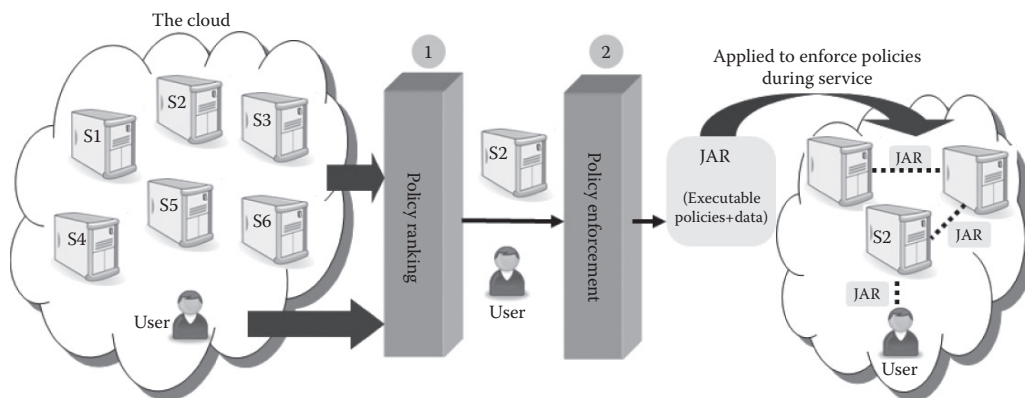 The cloud
S1
S2
S3
S4
S5
S6
User
1
Policy ranking
S2
User
2
Policy enforcement
JAR
(Executable
policies+data)
Applied to enforce policies
during service
JAR
S2
JAR
JAR
User